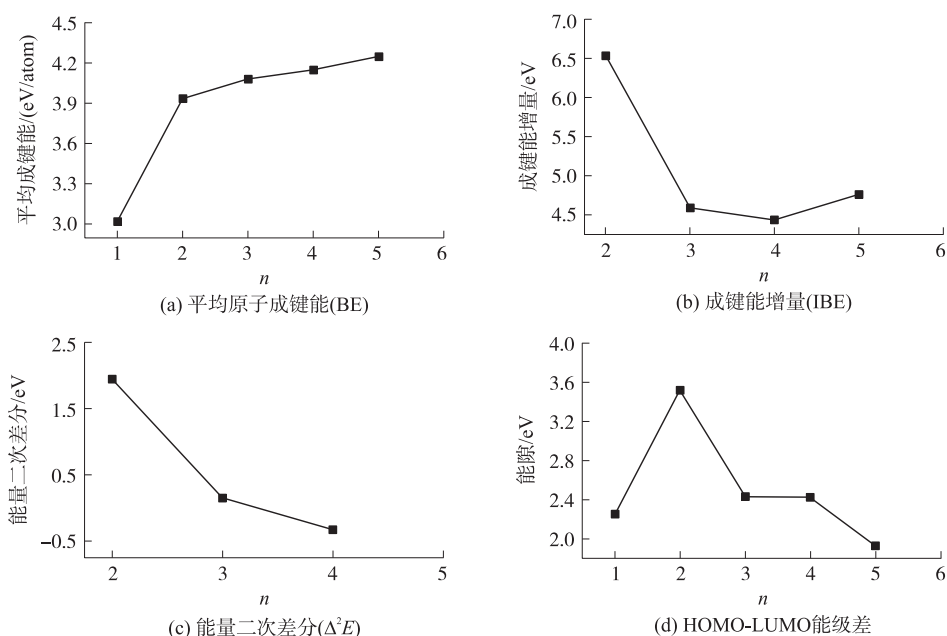 4.5
4.2
3.9
3.6
3.3
3.0
平均成键能/(eV/atom)
1 2 3 4 5 6
n
(a) 平均原子成键能(BE)
7.0
6.5
6.0
5.5
5.0
4.5
成键能增量/eV
2 3 4 5 6
n
(b) 成键能增量(IBE)
2.5
1.5
0.5
−0.5
能量二次差分/eV
2 3 4 5
n
(c) 能量二次差分(Δ²E)
4.0
3.6
3.2
2.8
2.4
2.0
能隙/eV
1 2 3 4 5 6
n
(d) HOMO-LUMO能级差